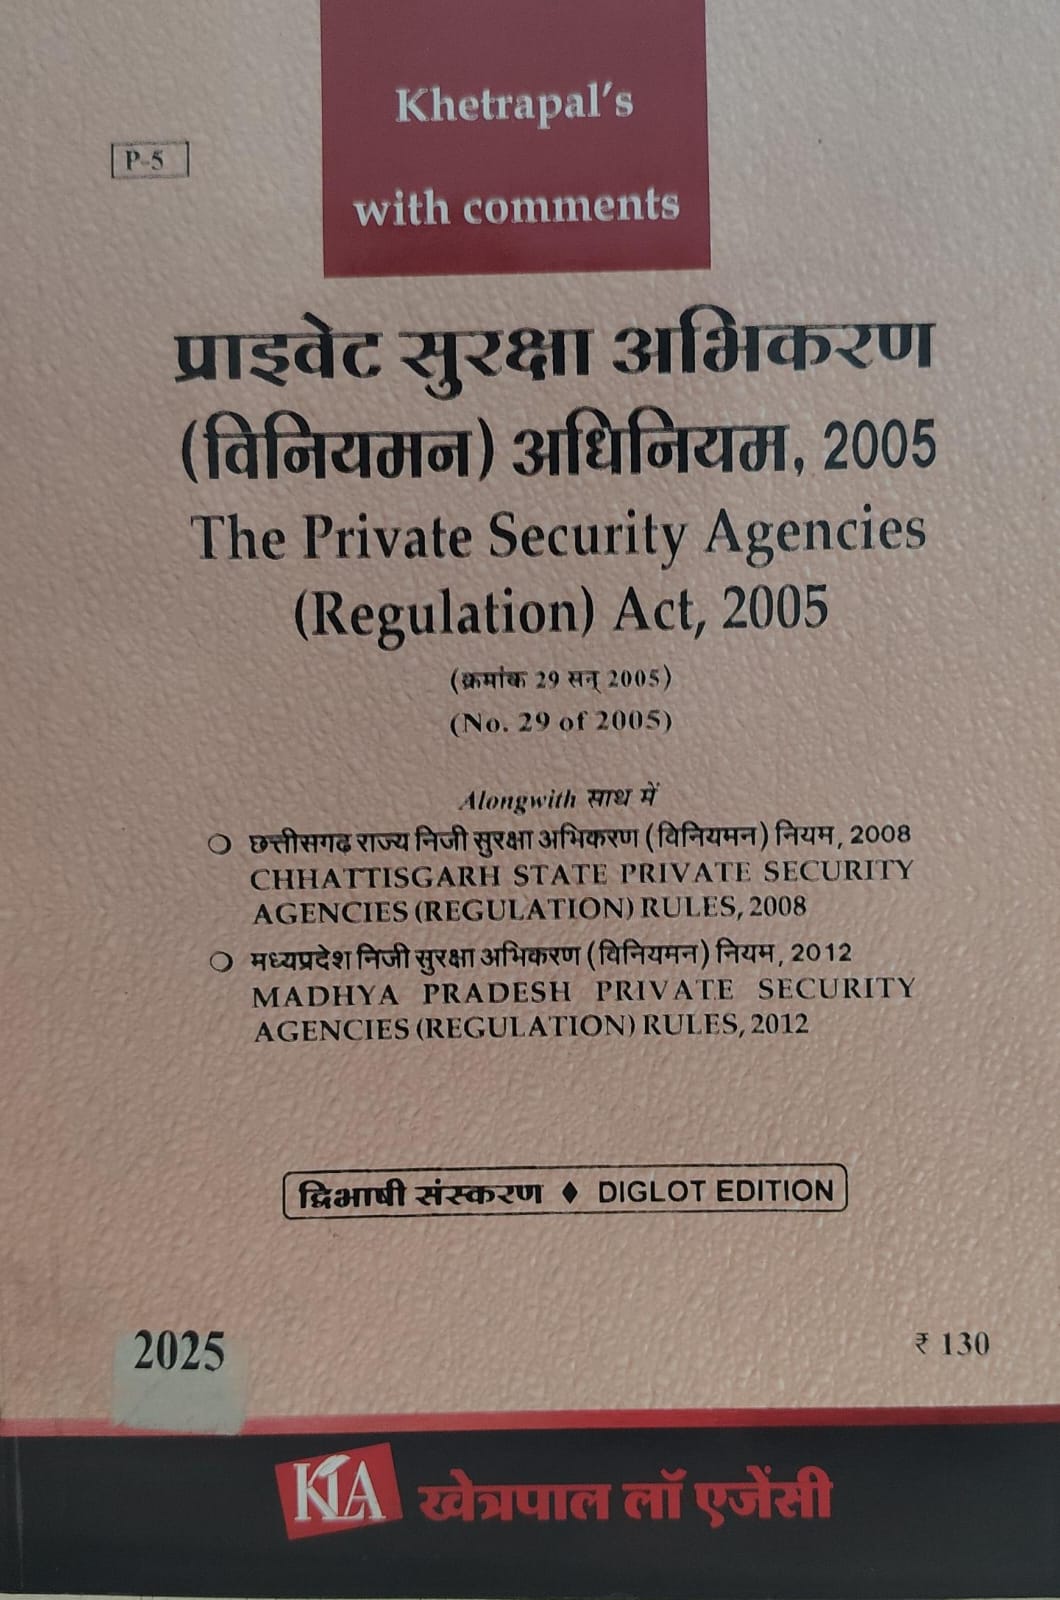 Khetrapal's
P-5
with comments
प्राइवेट सुरक्षा अभिकरण
(विनियमन) अधिनियम, 2005
The Private Security Agencies
(Regulation) Act, 2005
(क्रमांक 29 सन् 2005)
(No. 29 of 2005)
Alongwith साथ में
❍ छत्तीसगढ़ राज्य निजी सुरक्षा अभिकरण (विनियमन) नियम, 2008
CHHATTISGARH STATE PRIVATE SECURITY
AGENCIES (REGULATION) RULES, 2008
❍ मध्यप्रदेश निजी सुरक्षा अभिकरण (विनियमन) नियम, 2012
MADHYA PRADESH PRIVATE SECURITY
AGENCIES (REGULATION) RULES, 2012
द्विभाषी संस्करण ♦ DIGLOT EDITION
2025
₹ 130
KLA खेत्रपाल लॉ एजेंसी